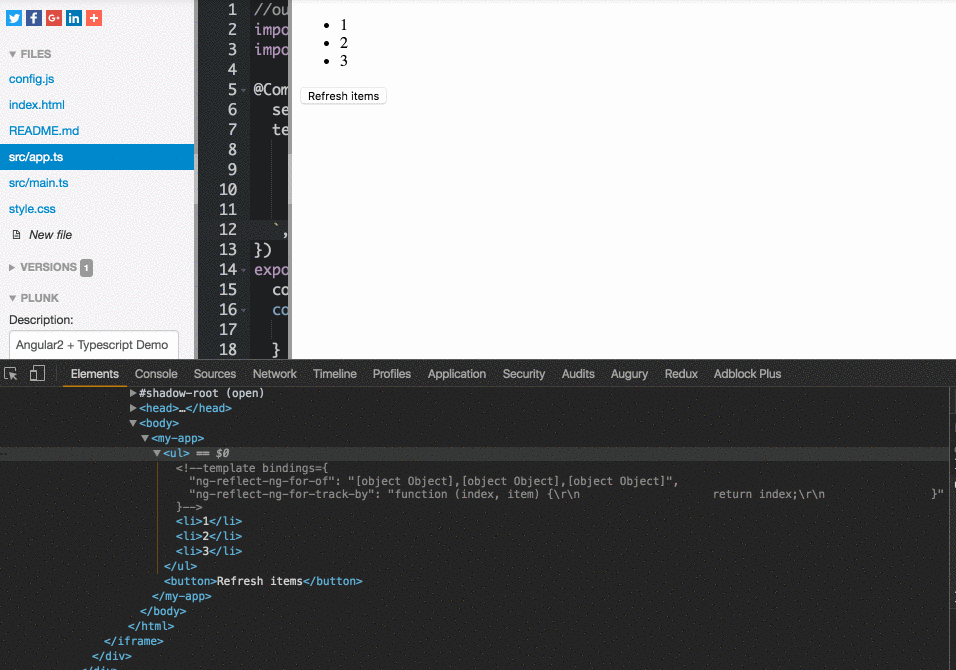 FILES
config.js
index.html
README.md
src/app.ts
src/main.ts
style.css
New file
VERSIONS 1
PLUNK
Description:
Angular2 + Typescript Demo
1 //ou
2 impo
3 impo
4
5 @Com
6 se
7 te
8
9
10
11
12 `,
13 })
14 expo
15 co
16 co
17
18 }
1
2
3
Refresh items
Elements Console Sources Network Timeline Profiles Application Security Audits Augury Redux Adblock Plus
#shadow-root (open)
<head>…</head>
<body>
<my-app>
<ul> == $0
<!--template bindings={
"ng-reflect-ng-for-of": "[object Object],[object Object],[object Object]",
"ng-reflect-ng-for-track-by": "function (index, item) {\r\n return index;\r\n }"
}-->
<li>1</li>
<li>2</li>
<li>3</li>
</ul>
<button>Refresh items</button>
</my-app>
</body>
</html>
</iframe>
</div>
</div>